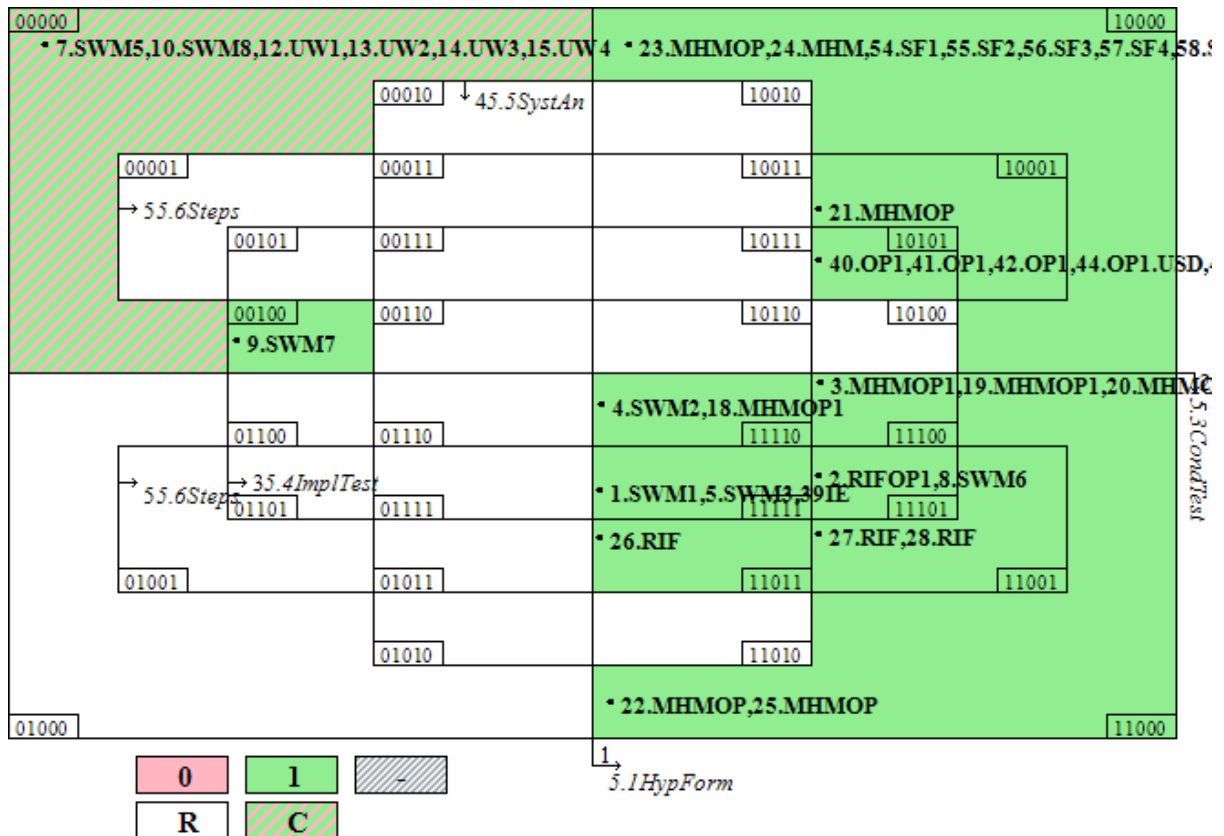 00000 10000
7.SWM5,10.SWM8,12.UW1,13.UW2,14.UW3,15.UW4 23.MHMOP,24.MHM,54.SF1,55.SF2,56.SF3,57.SF4,58.S
00010 45.5SystAn 10010
00001 00011 10011 10001
55.6Steps 21.MHMOP
00101 00111 10111 10101
40.OP1,41.OP1,42.OP1,44.OP1.USD,4
00100 00110 10110 10100
9.SWM7
3.MHMOP1,19.MHMOP1,20.MHMO
2
5.3CondTest
4.SWM2,18.MHMOP1
01100 01110 11110 11100
55.6Steps 35.4ImplTest 1.SWM1,5.SWM3,39IE 2.RIFOP1,8.SWM6
01101 01111 11111 11101
26.RIF 27.RIF,28.RIF
01001 01011 11011 11001
01010 11010
22.MHMOP,25.MHMOP
01000 11000
1
5.1HypForm
0 1 -
R C